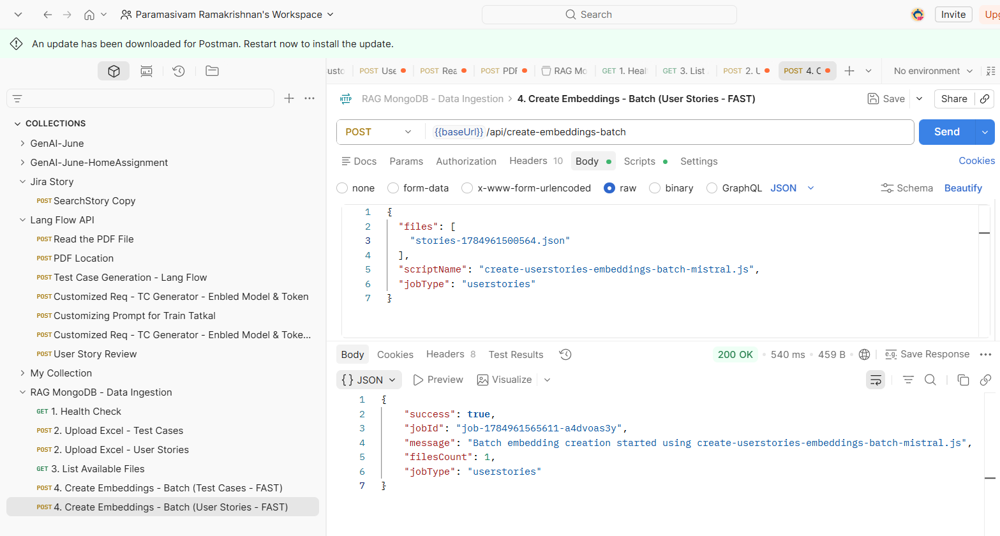 Paramasivam Ramakrishnan's Workspace
Search
Invite
Upg
An update has been downloaded for Postman. Restart now to install the update.
COLLECTIONS
GenAI-June
GenAI-June-HomeAssignment
Jira Story
POST SearchStory Copy
Lang Flow API
POST Read the PDF File
POST PDF Location
POST Test Case Generation - Lang Flow
POST Customized Req - TC Generator - Enbled Model & Token
POST Customizing Prompt for Train Tatkal
POST Customized Req - TC Generator - Enbled Model & Toke...
POST User Story Review
My Collection
RAG MongoDB - Data Ingestion
GET 1. Health Check
POST 2. Upload Excel - Test Cases
POST 2. Upload Excel - User Stories
GET 3. List Available Files
POST 4. Create Embeddings - Batch (Test Cases - FAST)
POST 4. Create Embeddings - Batch (User Stories - FAST)
usto POST Use POST Rea POST PDF RAG Mo GET 1. Heal GET 3. List POST 2. U POST 4. C No environment
HTTP RAG MongoDB - Data Ingestion > 4. Create Embeddings - Batch (User Stories - FAST) Save Share
POST {{baseUrl}} /api/create-embeddings-batch Send
Docs Params Authorization Headers 10 Body Scripts Settings Cookies
none form-data x-www-form-urlencoded raw binary GraphQL JSON Schema Beautify
1 {
2 "files": [
3 "stories-1784961500564.json"
4 ],
5 "scriptName": "create-userstories-embeddings-batch-mistral.js",
6 "jobType": "userstories"
7 }
Body Cookies Headers 8 Test Results 200 OK 540 ms 459 B e.g. Save Response
{} JSON Preview Visualize
1 {
2 "success": true,
3 "jobId": "job-1784961565611-a4dvoas3y",
4 "message": "Batch embedding creation started using create-userstories-embeddings-batch-mistral.js",
5 "filesCount": 1,
6 "jobType": "userstories"
7 }